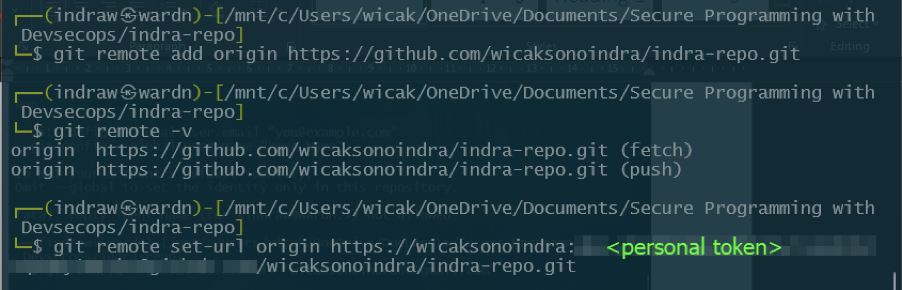 ┌──(indraw㉿wardn)-[/mnt/c/Users/wicak/OneDrive/Documents/Secure Programming with
Devsecops/indra-repo]
└─$ git remote add origin https://github.com/wicaksonoindra/indra-repo.git
┌──(indraw㉿wardn)-[/mnt/c/Users/wicak/OneDrive/Documents/Secure Programming with
Devsecops/indra-repo]
└─$ git remote -v
origin  https://github.com/wicaksonoindra/indra-repo.git (fetch)
origin  https://github.com/wicaksonoindra/indra-repo.git (push)
┌──(indraw㉿wardn)-[/mnt/c/Users/wicak/OneDrive/Documents/Secure Programming with
Devsecops/indra-repo]
└─$ git remote set-url origin https://wicaksonoindra: <personal token>
/wicaksonoindra/indra-repo.git